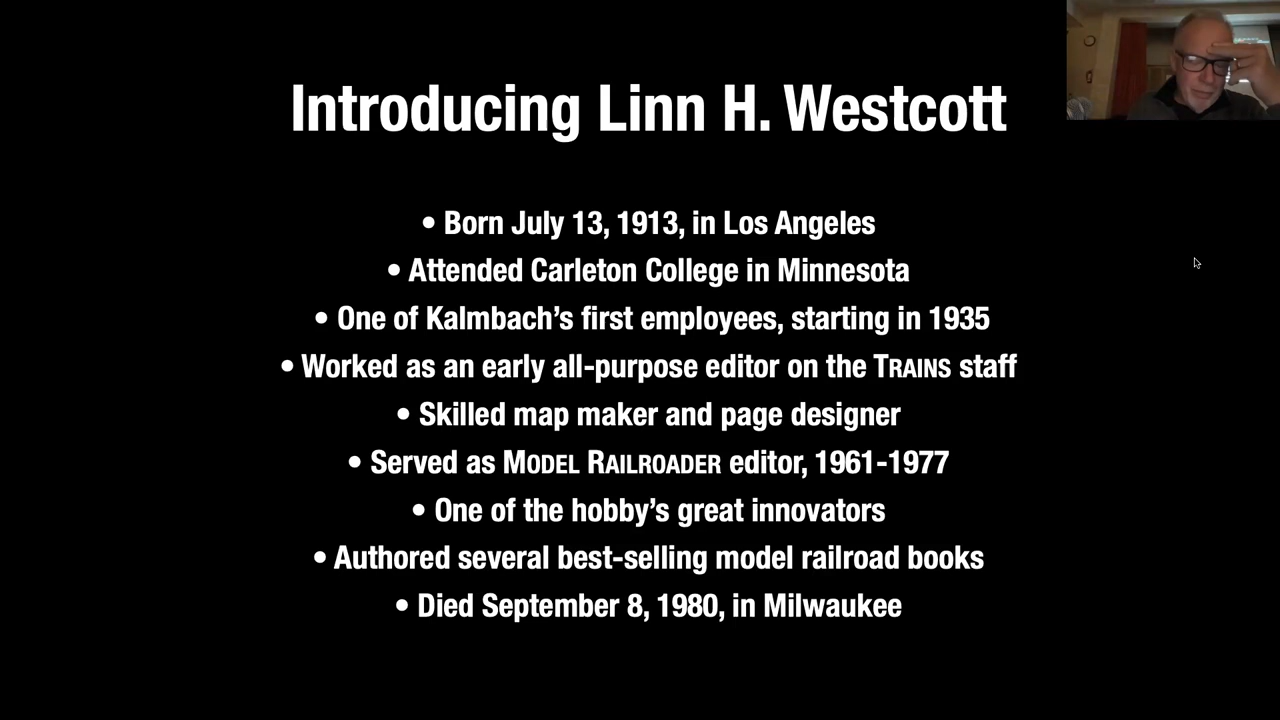 Introducing Linn H. Westcott
• Born July 13, 1913, in Los Angeles
• Attended Carleton College in Minnesota
• One of Kalmbach’s first employees, starting in 1935
• Worked as an early all-purpose editor on the TRAINS staff
• Skilled map maker and page designer
• Served as MODEL RAILROADER editor, 1961-1977
• One of the hobby’s great innovators
• Authored several best-selling model railroad books
• Died September 8, 1980, in Milwaukee